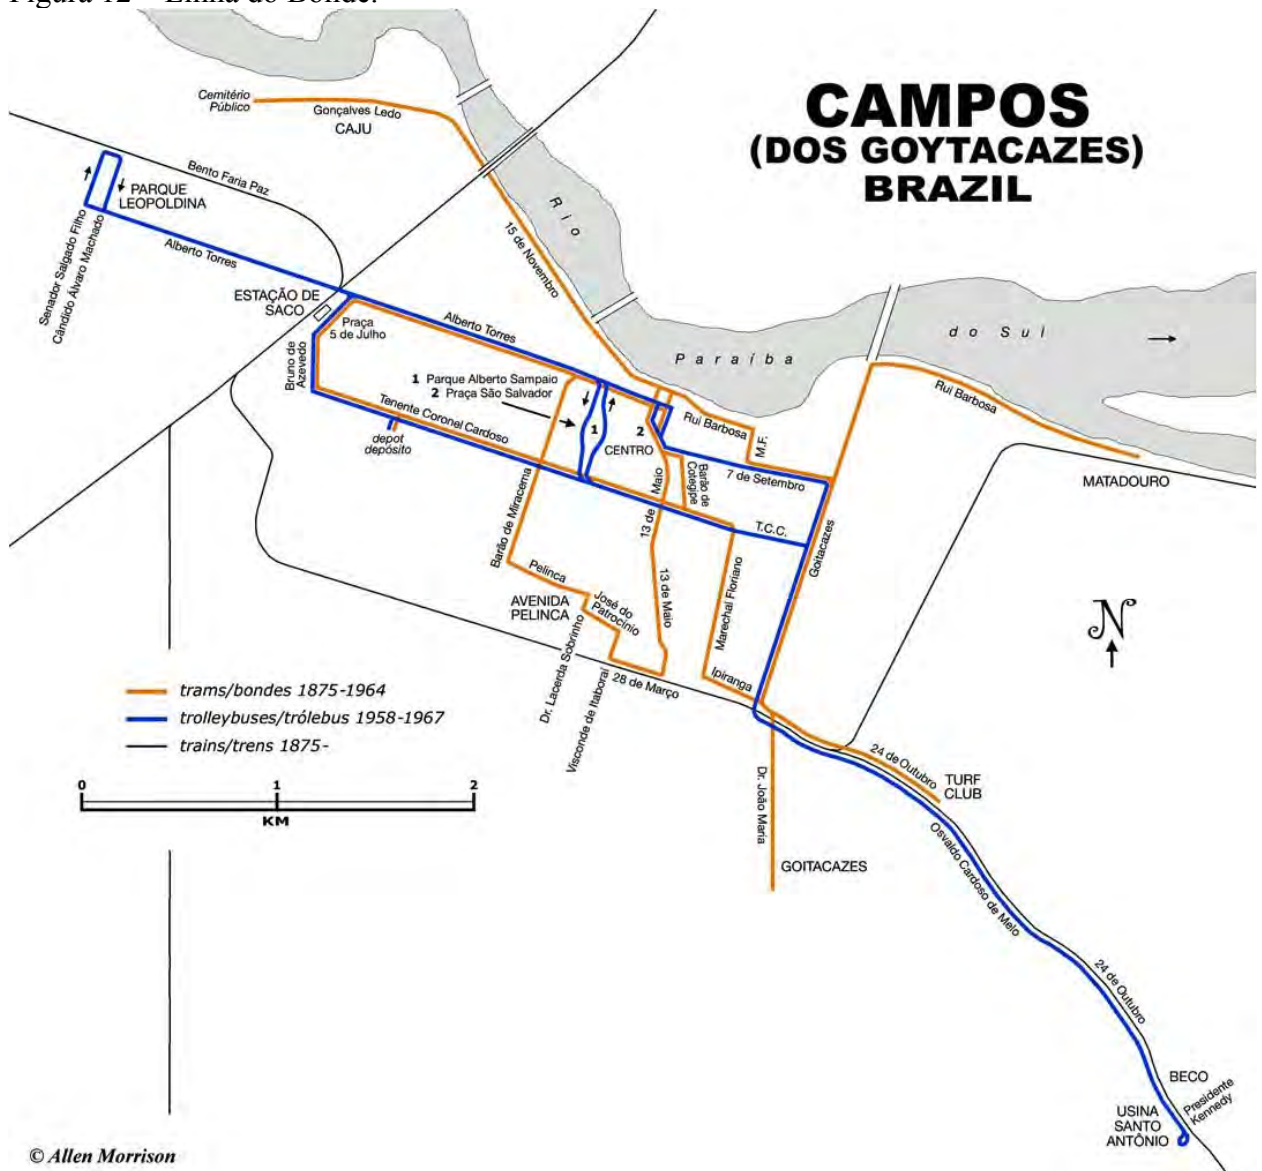 Figura 12 – Linha do Bonde.
CAMPOS
(DOS GOYTACAZES)
BRAZIL
Cemitério
Público
Gonçalves Ledo
CAJU
Bento Faria Paz
PARQUE
LEOPOLDINA
Senador Salgado Filho
Cândido Álvaro Machado
Alberto Torres
Rio
15 de Novembro
ESTAÇÃO DE
SACO
Praça
5 de Julho
Alberto Torres
Paraíba
do Sul
Bruno de
Azevedo
1 Parque Alberto Sampaio
2 Praça São Salvador
Tenente Coronel Cardoso
depot
depósito
1
2
CENTRO
Rui Barbosa
M.F.
Rui Barbosa
MATADOURO
7 de Setembro
Barão de
Cotegipe
13 de Maio
T.C.C.
Goitacazes
Barão de Miracema
Pelinca
AVENIDA
PELINCA
José do
Patrocínio
13 de Maio
Marechal Floriano
Ipiranga
28 de Março
Dr. Lacerda Sobrinho
Visconde de Itaboraí
N
trams/bondes 1875-1964
trolleybuses/trólebus 1958-1967
trains/trens 1875-
0 1 2
KM
24 de Outubro
TURF
CLUB
Dr. João Maria
GOITACAZES
Osvaldo Cardoso de Melo
24 de Outubro
BECO
Presidente
Kennedy
USINA
SANTO
ANTÔNIO
© Allen Morrison